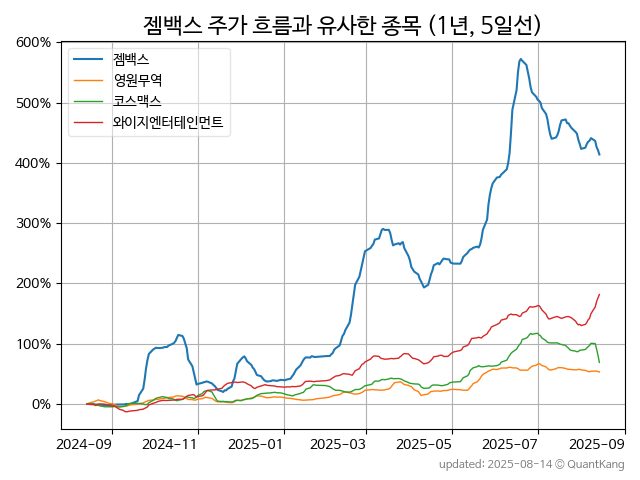 젬백스 주가 흐름과 유사한 종목 (1년, 5일선)
600%
500%
400%
300%
200%
100%
0%
젬백스
영원무역
코스맥스
와이지엔터테인먼트
2024-09 2024-11 2025-01 2025-03 2025-05 2025-07 2025-09
updated: 2025-08-14 © QuantKang